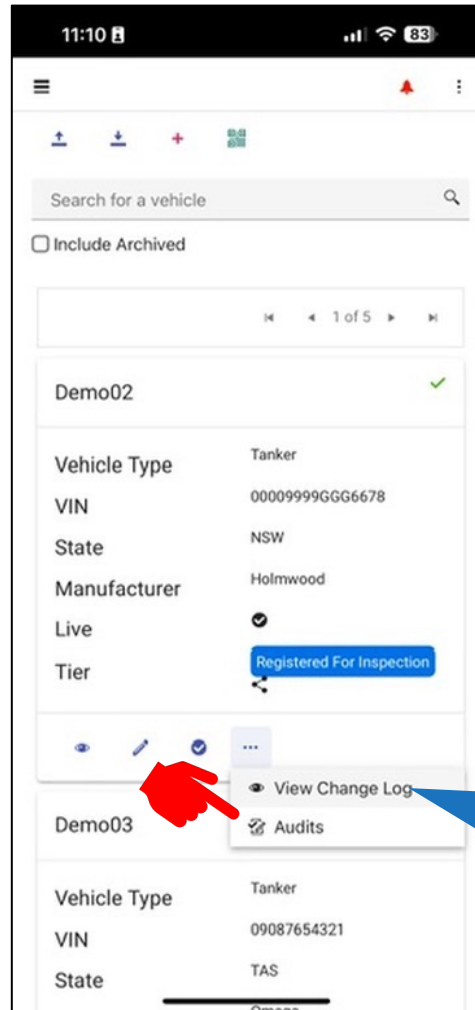 11:10
83
Search for a vehicle
Include Archived
1 of 5
Demo02
Vehicle Type Tanker
VIN 00009999GGG6678
State NSW
Manufacturer Holmwood
Live
Tier Registered For Inspection
View Change Log
Audits
Demo03
Vehicle Type Tanker
VIN 09087654321
State TAS